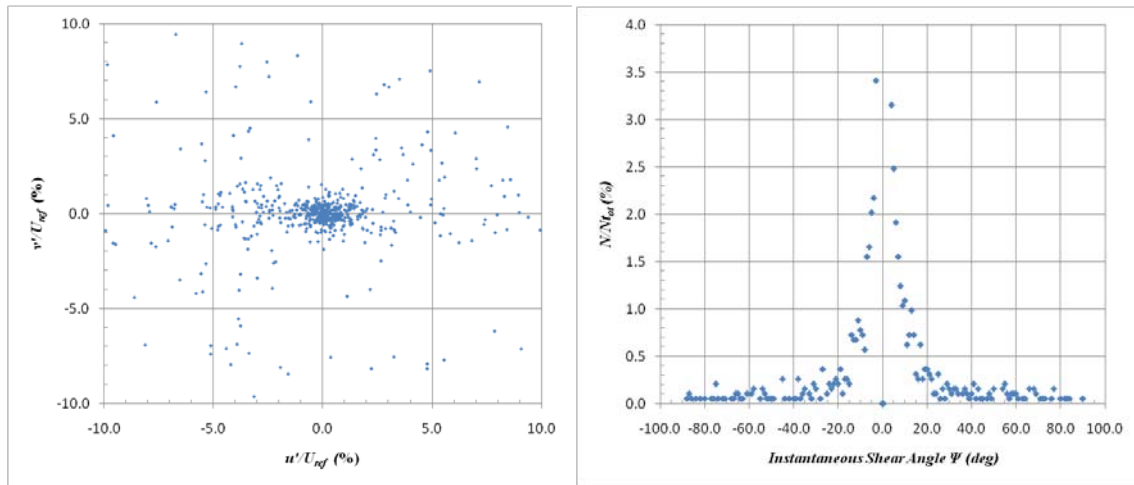 10.0
5.0
0.0
-5.0
-10.0
v'/Uref (%)
-10.0 -5.0 0.0 5.0 10.0
u'/Uref (%)
4.0
3.5
3.0
2.5
2.0
1.5
1.0
0.5
0.0
N/Ntot (%)
-100.0 -80.0 -60.0 -40.0 -20.0 0.0 20.0 40.0 60.0 80.0 100.0
Instantaneous Shear Angle Ψ (deg)